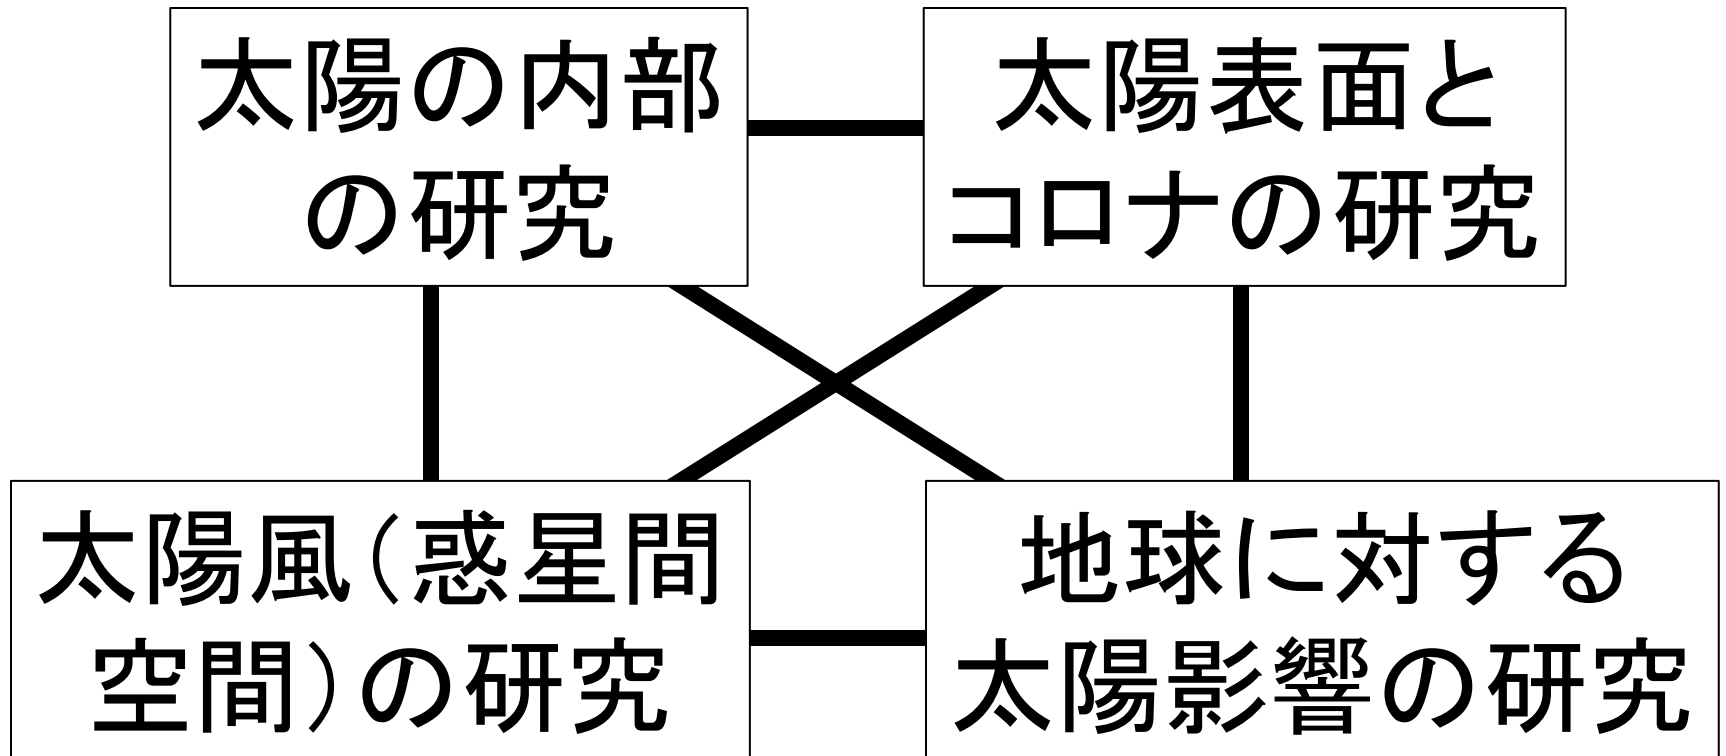 太陽の内部
の研究
太陽表面と
コロナの研究
太陽風(惑星間
空間)の研究
地球に対する
太陽影響の研究